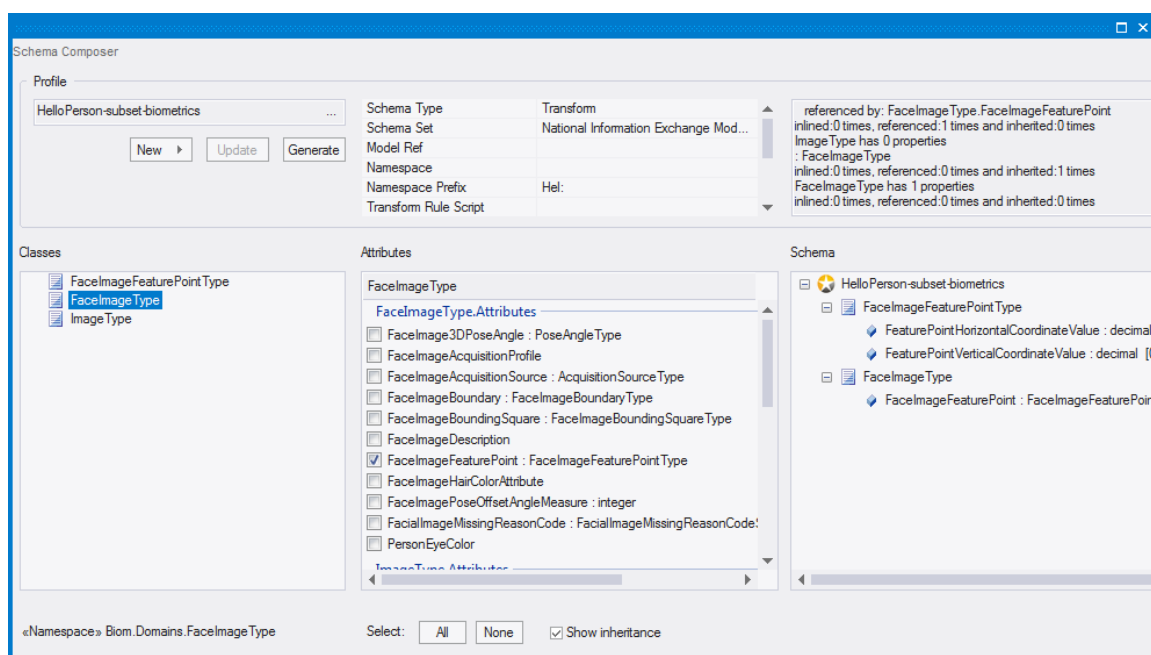 Schema Composer
Profile
HelloPerson-subset-biometrics ...
New Update Generate
Schema Type Transform
Schema Set National Information Exchange Mod...
Model Ref
Namespace
Namespace Prefix Hel:
Transform Rule Script
referenced by: FaceImageType.FaceImageFeaturePoint
inlined:0 times, referenced:1 times and inherited:0 times
ImageType has 0 properties
: FaceImageType
inlined:0 times, referenced:0 times and inherited:1 times
FaceImageType has 1 properties
inlined:0 times, referenced:0 times and inherited:0 times
Classes
FaceImageFeaturePointType
FaceImageType
ImageType
Attributes
FaceImageType
FaceImageType.Attributes
FaceImage3DPoseAngle : PoseAngleType
FaceImageAcquisitionProfile
FaceImageAcquisitionSource : AcquisitionSourceType
FaceImageBoundary : FaceImageBoundaryType
FaceImageBoundingSquare : FaceImageBoundingSquareType
FaceImageDescription
FaceImageFeaturePoint : FaceImageFeaturePointType
FaceImageHairColorAttribute
FaceImagePoseOffsetAngleMeasure : integer
FacialImageMissingReasonCode : FacialImageMissingReasonCode
PersonEyeColor
ImageType.Attributes
Schema
HelloPerson-subset-biometrics
FaceImageFeaturePointType
FeaturePointHorizontalCoordinateValue : decimal
FeaturePointVerticalCoordinateValue : decimal [
FaceImageType
FaceImageFeaturePoint : FaceImageFeaturePoin
«Namespace» Biom.Domains.FaceImageType
Select: All None Show inheritance